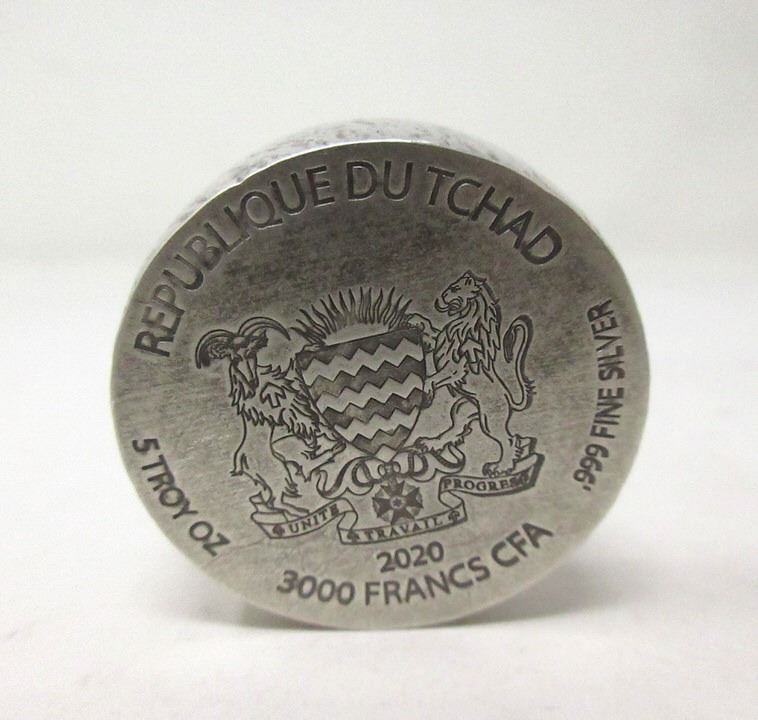 REPUBLIQUE DU TCHAD
.999 FINE SILVER
5 TROY OZ
UNITE TRAVAIL PROGRES
2020
3000 FRANCS CFA